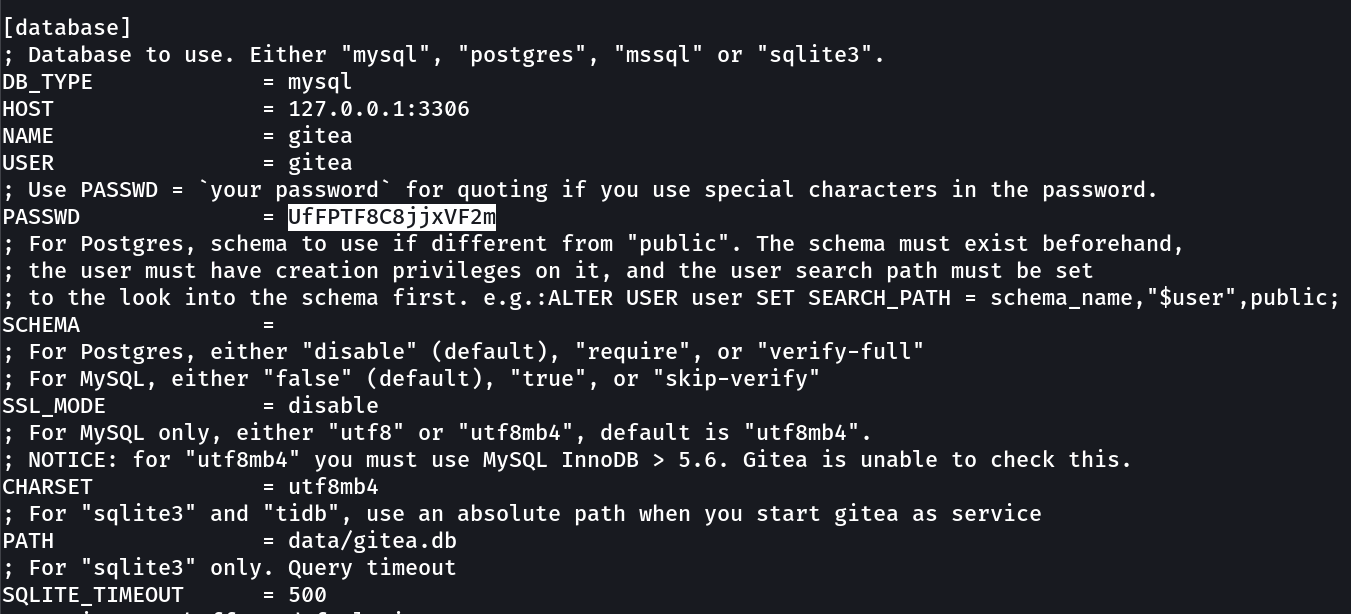 [database]
; Database to use. Either "mysql", "postgres", "mssql" or "sqlite3".
DB_TYPE = mysql
HOST = 127.0.0.1:3306
NAME = gitea
USER = gitea
; Use PASSWD = `your password` for quoting if you use special characters in the password.
PASSWD = UfFPTF8C8jjxVF2m
; For Postgres, schema to use if different from "public". The schema must exist beforehand,
; the user must have creation privileges on it, and the user search path must be set
; to the look into the schema first. e.g.:ALTER USER user SET SEARCH_PATH = schema_name,"$user",public;
SCHEMA =
; For Postgres, either "disable" (default), "require", or "verify-full"
; For MySQL, either "false" (default), "true", or "skip-verify"
SSL_MODE = disable
; For MySQL only, either "utf8" or "utf8mb4", default is "utf8mb4".
; NOTICE: for "utf8mb4" you must use MySQL InnoDB > 5.6. Gitea is unable to check this.
CHARSET = utf8mb4
; For "sqlite3" and "tidb", use an absolute path when you start gitea as service
PATH = data/gitea.db
; For "sqlite3" only. Query timeout
SQLITE_TIMEOUT = 500